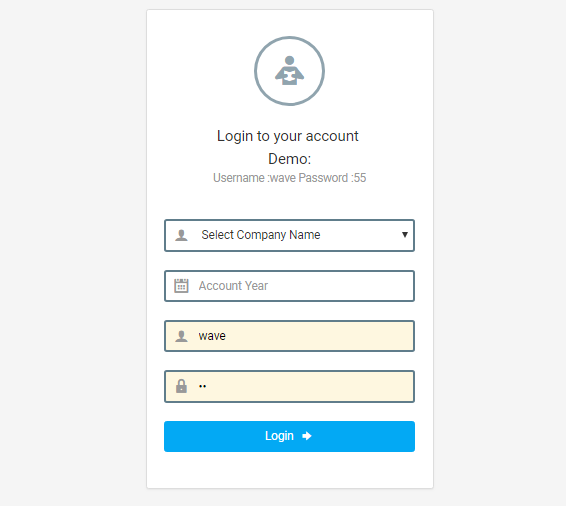 Login to your account
Demo:
Username :wave Password :55
Select Company Name
Account Year
wave
••
Login